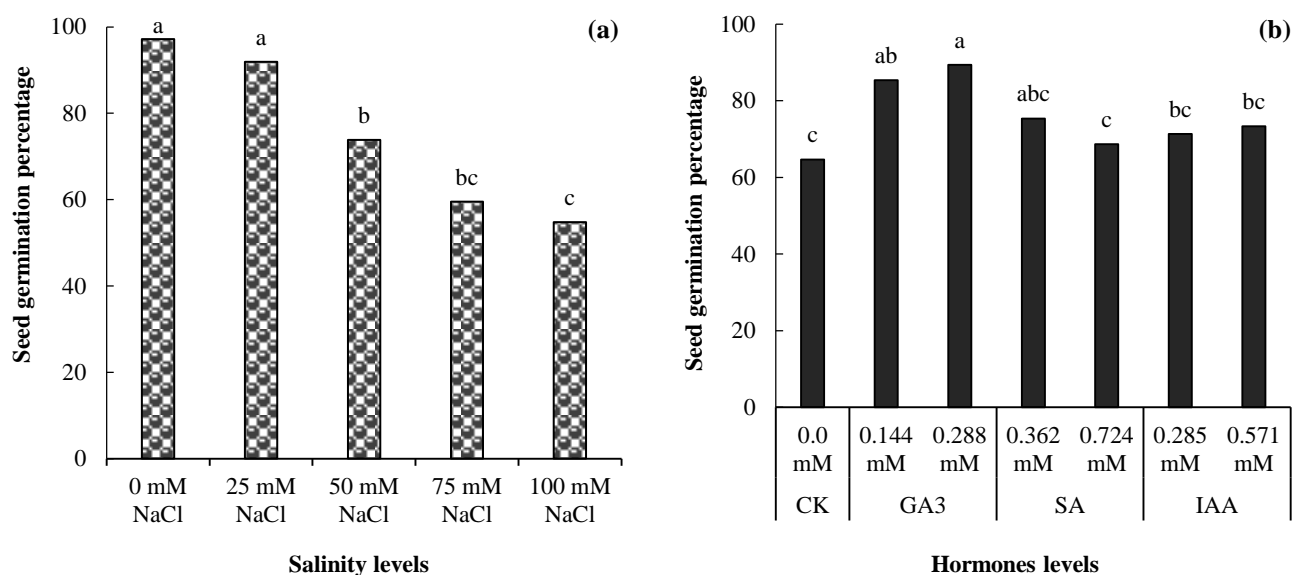 (a)
Seed germination percentage
100
80
60
40
20
0
a
a
b
bc
c
0 mM 25 mM 50 mM 75 mM 100 mM
NaCl NaCl NaCl NaCl NaCl
Salinity levels
(b)
Seed germination percentage
100
80
60
40
20
0
c
ab
a
abc
c
bc
bc
0.0 0.144 0.288 0.362 0.724 0.285 0.571
mM mM mM mM mM mM mM
CK GA3 SA IAA
Hormones levels